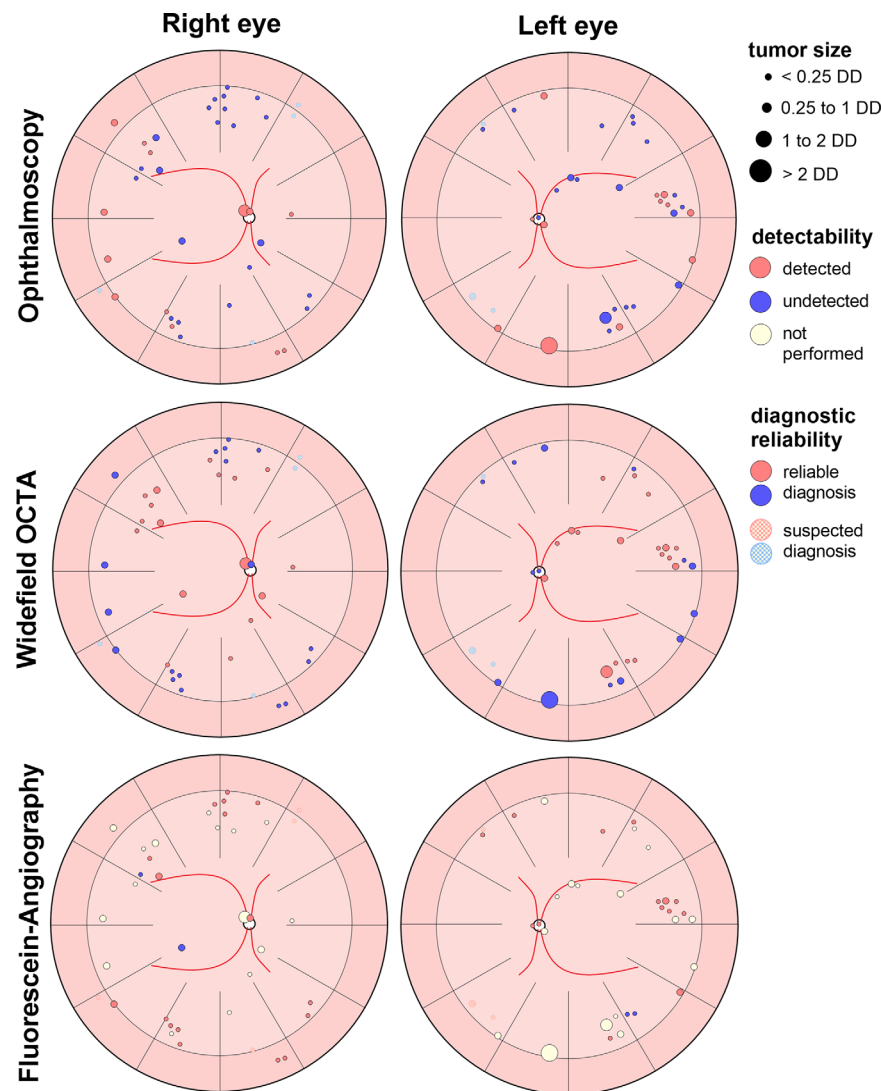 Right eye
Left eye
tumor size
< 0.25 DD
0.25 to 1 DD
1 to 2 DD
> 2 DD
Ophthalmoscopy
detectability
detected
undetected
not
performed
diagnostic
reliability
reliable
diagnosis
suspected
diagnosis
Widefield OCTA
Fluorescein-Angiography